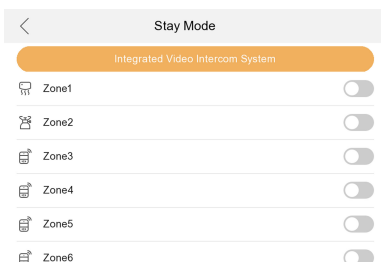 Stay Mode
Integrated Video Intercom System
Zone1
Zone2
Zone3
Zone4
Zone5
Zone6